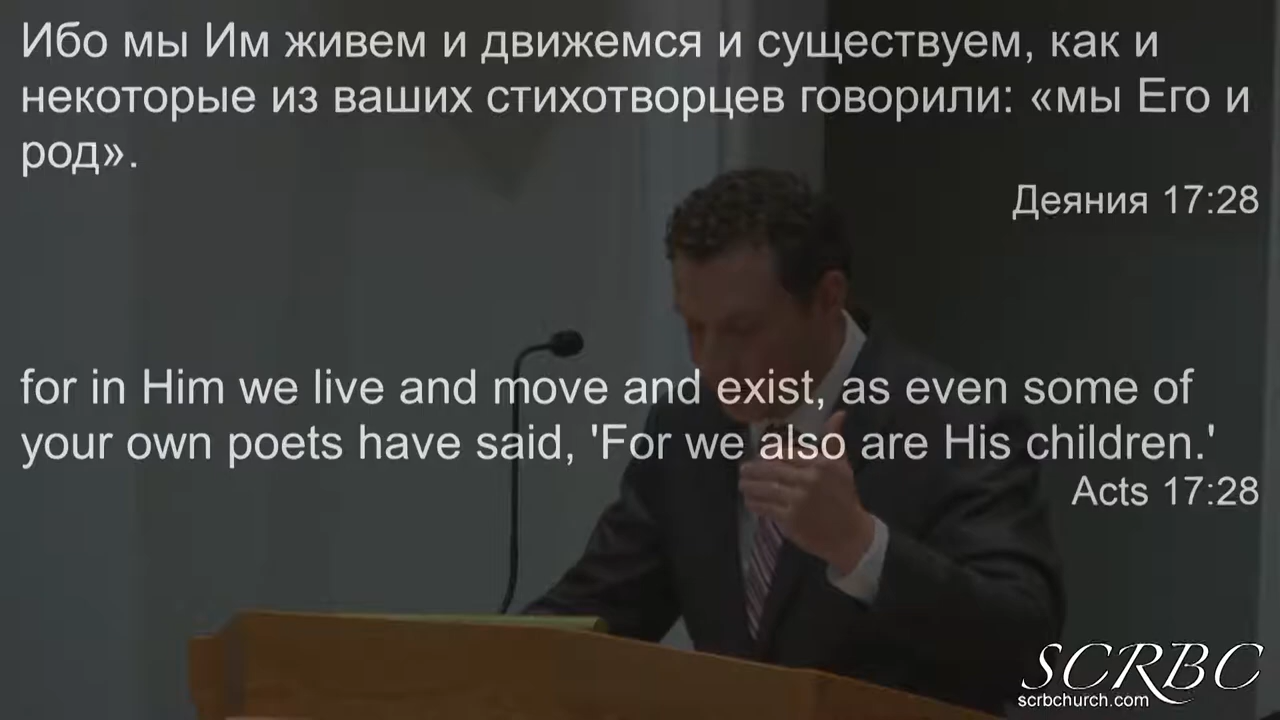 Ибо мы Им живем и движемся и существуем, как и
некоторые из ваших стихотворцев говорили: «мы Его и
род».
Деяния 17:28
for in Him we live and move and exist, as even some of
your own poets have said, 'For we also are His children.'
Acts 17:28
SCRBC
scrbchurch.com